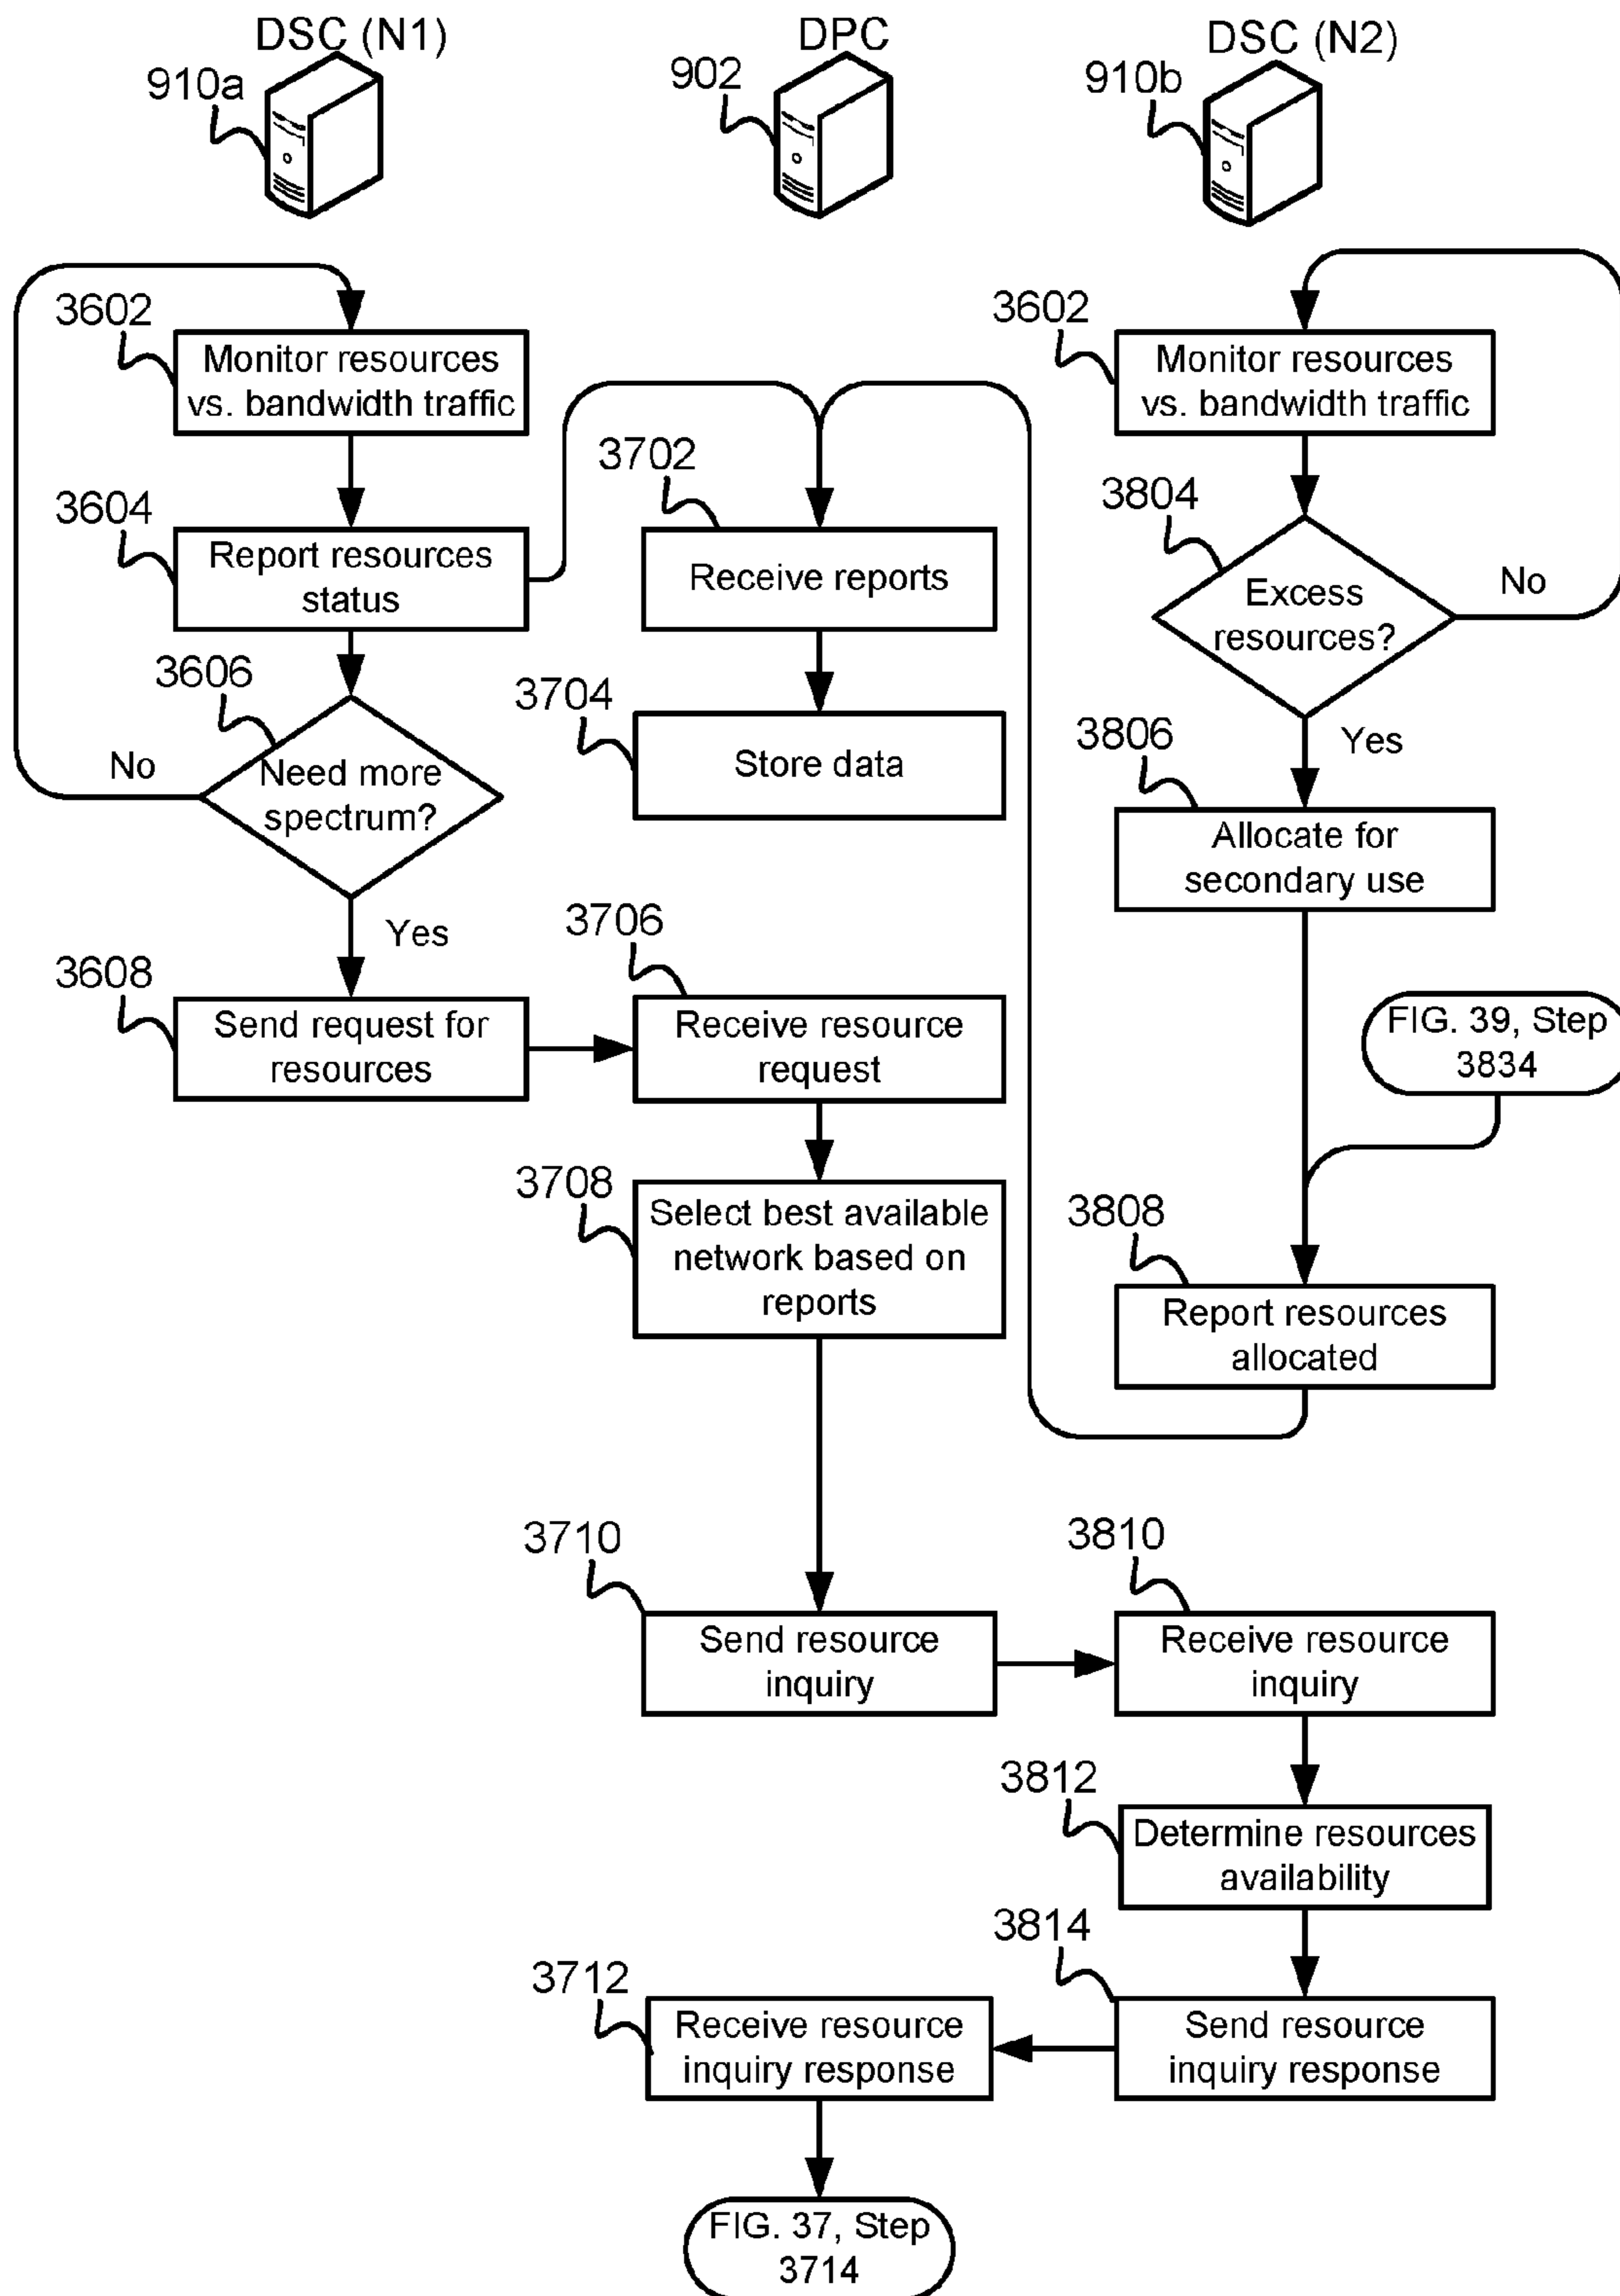 DSC (N1)
DPC
DSC (N2)
910a
902
910b
3602
Monitor resources
vs. bandwidth traffic
3602
Monitor resources
vs. bandwidth traffic
3604
Report resources
status
3702
Receive reports
3804
Excess
resources?
No
3606
Need more
spectrum?
No
3704
Store data
Yes
3806
Allocate for
secondary use
Yes
3608
Send request for
resources
3706
Receive resource
request
FIG. 39, Step
3834
3708
Select best available
network based on
reports
3808
Report resources
allocated
3710
Send resource
inquiry
3810
Receive resource
inquiry
3812
Determine resources
availability
3814
Send resource
inquiry response
3712
Receive resource
inquiry response
FIG. 37, Step
3714